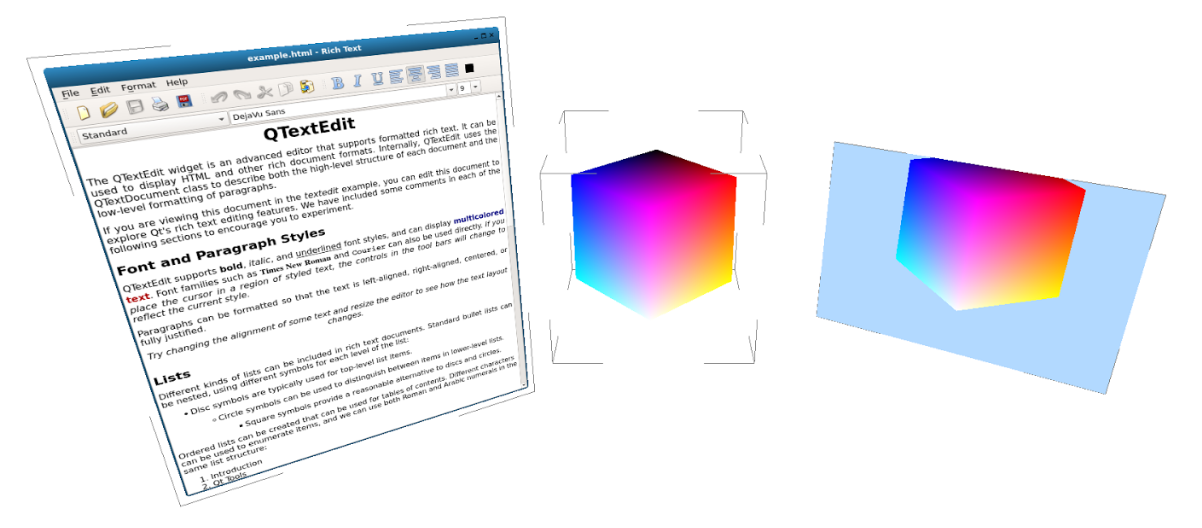 example.html - Rich Text
File Edit Format Help
Standard DejaVu Sans 9
QTextEdit
The QTextEdit widget is an advanced editor that supports formatted rich text. It can be
used to display HTML and other rich document formats. Internally, QTextEdit uses the
QTextDocument class to describe both the high-level structure of each document and the
low-level formatting of paragraphs.
If you are viewing this document in the textedit example, you can edit this document to
explore Qt's rich text editing features. We have included some comments in each of the
following sections to encourage you to experiment.
Font and Paragraph Styles
QTextEdit supports bold, italic, and underlined font styles, and can display multicolored
text. Font families such as Times New Roman and Courier can also be used directly. If you
place the cursor in a region of styled text, the controls in the tool bars will change to
reflect the current style.
Paragraphs can be formatted so that the text is left-aligned, right-aligned, centered, or
fully justified.
Try changing the alignment of some text and resize the editor to see how the text layout
changes.
Lists
Different kinds of lists can be included in rich text documents. Standard bullet lists can
be nested, using different symbols for each level of the list:
• Disc symbols are typically used for top-level list items.
◦ Circle symbols can be used to distinguish between items in lower-level lists.
▪ Square symbols provide a reasonable alternative to discs and circles.
Ordered lists can be created that can be used for tables of contents. Different characters
can be used to enumerate items, and we can use both Roman and Arabic numerals in the
same list structure:
1. Introduction
2. Qt Tools